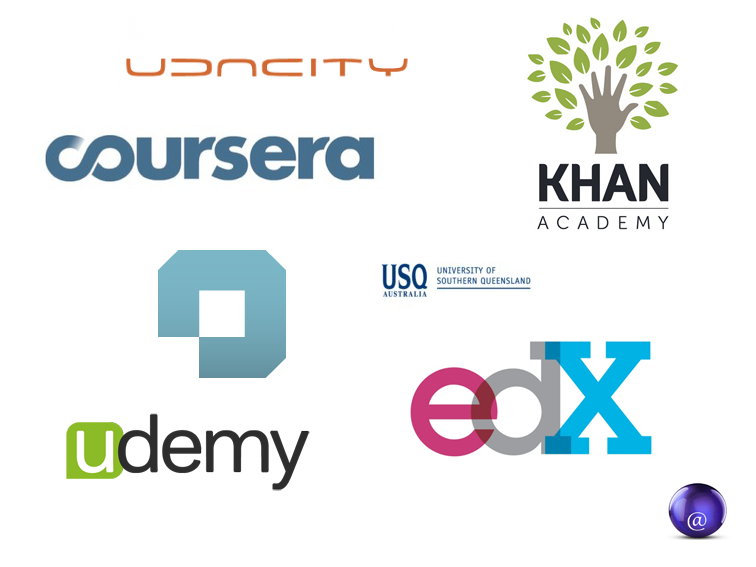 UDACITY
coursera
KHAN
ACADEMY
USQ
AUSTRALIA
UNIVERSITY OF
SOUTHERN QUEENSLAND
edX
udemy
@